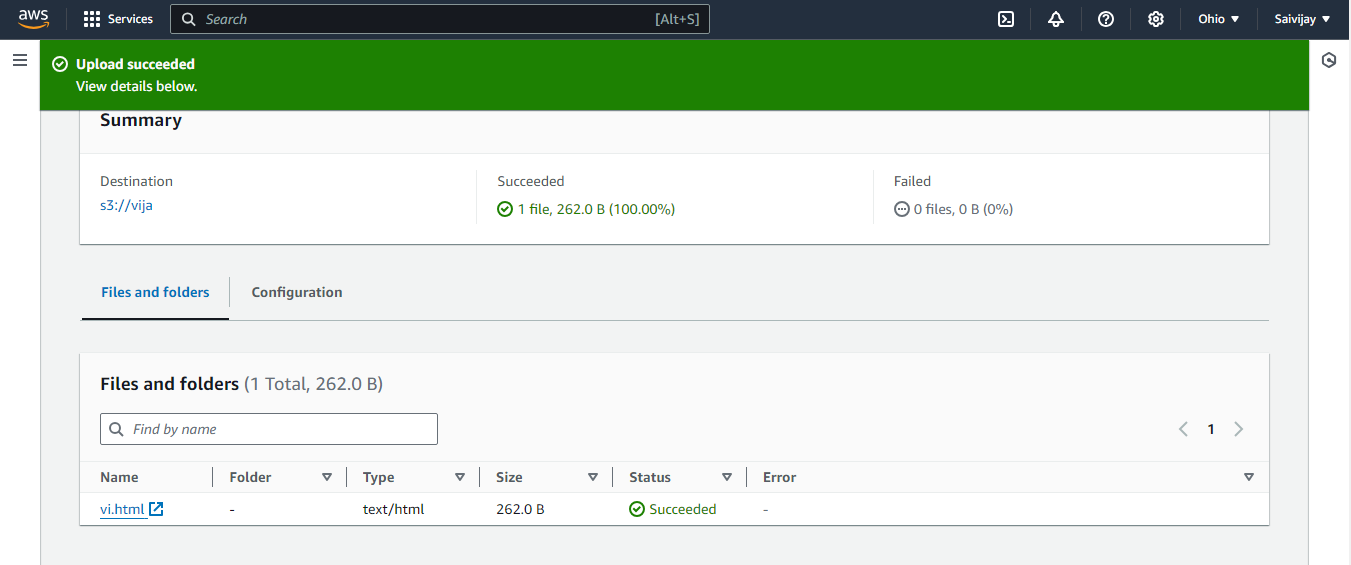 aws Services Search [Alt+S] Ohio Saivijay
Upload succeeded
View details below.
Summary
Destination Succeeded Failed
s3://vija 1 file, 262.0 B (100.00%) 0 files, 0 B (0%)
Files and folders Configuration
Files and folders (1 Total, 262.0 B)
Find by name 1
Name Folder Type Size Status Error
vi.html - text/html 262.0 B Succeeded -